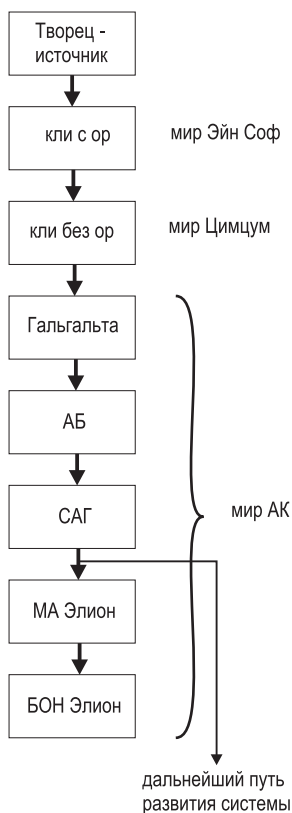 Творец -
источник
кли с ор
мир Эйн Соф
кли без ор
мир Цимцум
Гальгальта
АБ
САГ
мир АК
МА Элион
БОН Элион
дальнейший путь
развития системы